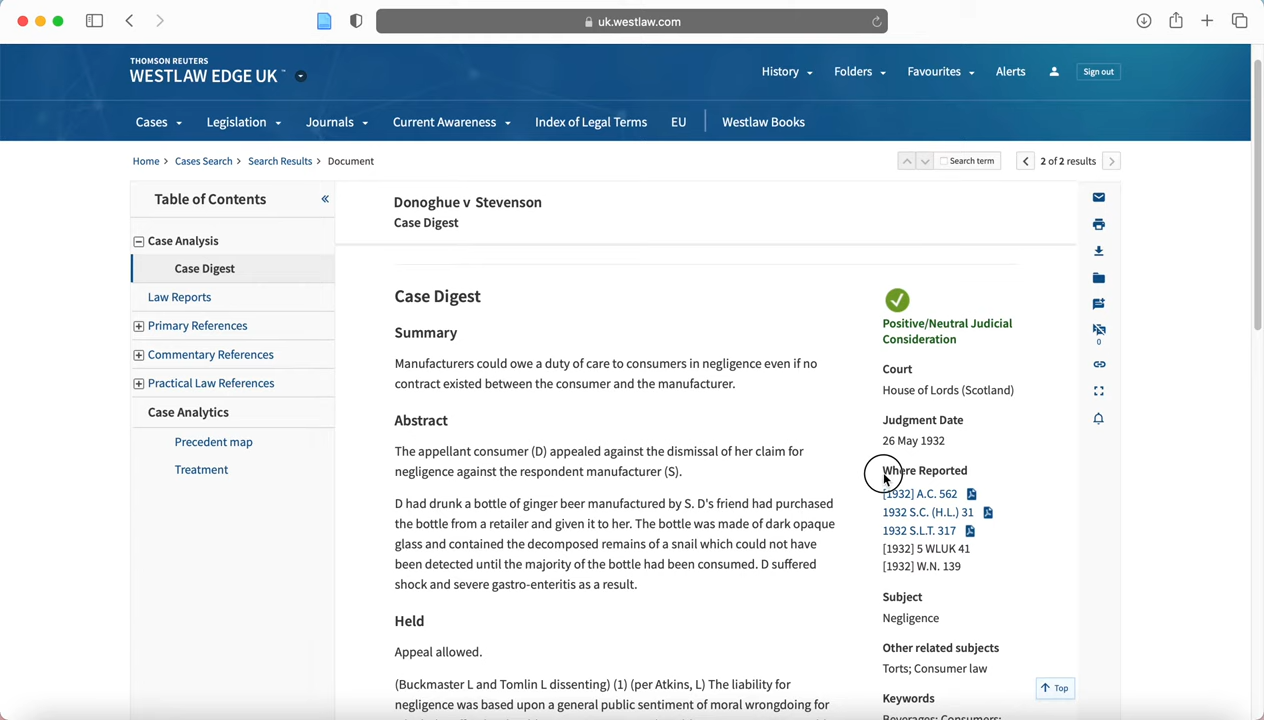 uk.westlaw.com
THOMSON REUTERS
WESTLAW EDGE UK™
History Folders Favourites Alerts Sign out
Cases Legislation Journals Current Awareness Index of Legal Terms EU Westlaw Books
Home > Cases Search > Search Results > Document
Search term 2 of 2 results
Table of Contents «
Case Analysis
Case Digest
Law Reports
Primary References
Commentary References
Practical Law References
Case Analytics
Precedent map
Treatment
Donoghue v Stevenson
Case Digest
Case Digest
Summary
Manufacturers could owe a duty of care to consumers in negligence even if no
contract existed between the consumer and the manufacturer.
Abstract
The appellant consumer (D) appealed against the dismissal of her claim for
negligence against the respondent manufacturer (S).
D had drunk a bottle of ginger beer manufactured by S. D's friend had purchased
the bottle from a retailer and given it to her. The bottle was made of dark opaque
glass and contained the decomposed remains of a snail which could not have
been detected until the majority of the bottle had been consumed. D suffered
shock and severe gastro-enteritis as a result.
Held
Appeal allowed.
(Buckmaster L and Tomlin L dissenting) (1) (per Atkins, L) The liability for
negligence was based upon a general public sentiment of moral wrongdoing for
Positive/Neutral Judicial
Consideration
Court
House of Lords (Scotland)
Judgment Date
26 May 1932
Where Reported
[1932] A.C. 562
1932 S.C. (H.L.) 31
1932 S.L.T. 317
[1932] 5 WLUK 41
[1932] W.N. 139
Subject
Negligence
Other related subjects
Torts; Consumer law
Keywords
Beverages; Consumers;
0
Top